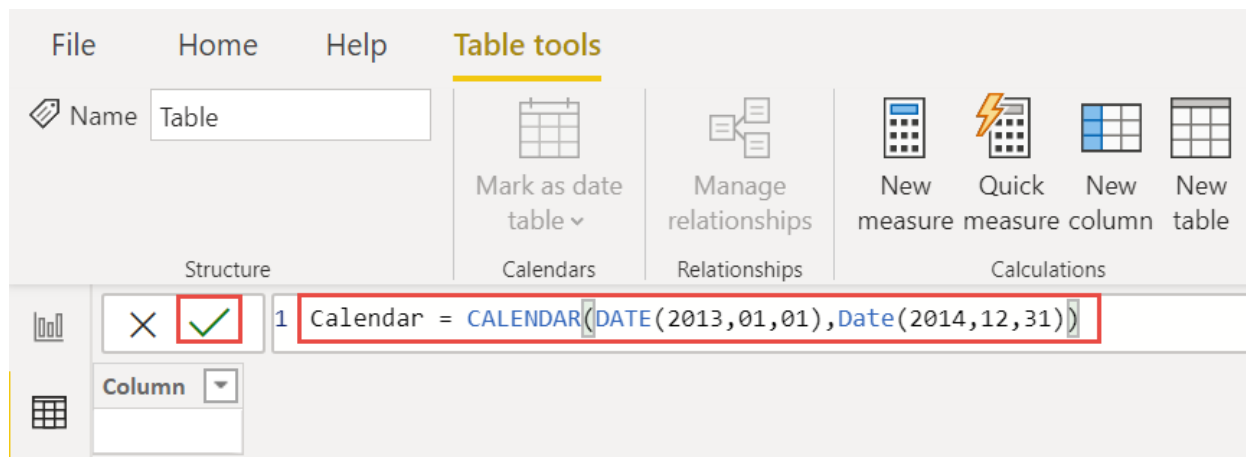 File Home Help Table tools
Name Table
Mark as date table
Manage relationships
New measure
Quick measure
New column
New table
Structure Calendars Relationships Calculations
1 Calendar = CALENDAR(DATE(2013,01,01),Date(2014,12,31))
Column